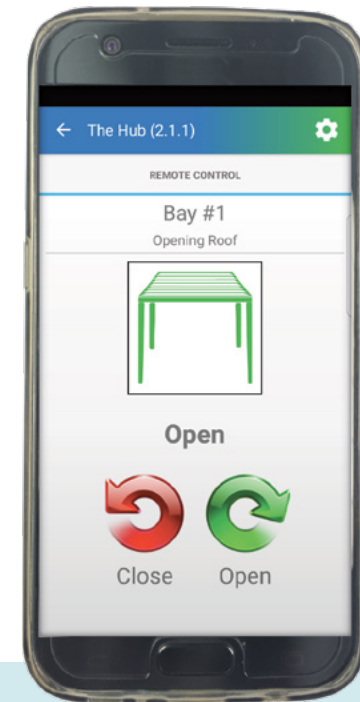 The Hub (2.1.1)
REMOTE CONTROL
Bay #1
Opening Roof
Open
Close Open